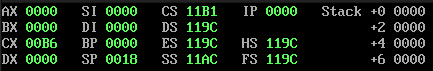 AX 0000 SI 0000 CS 11B1 IP 0000 Stack +0 0000
BX 0000 DI 0000 DS 119C +2 0000
CX 00B6 BP 0000 ES 119C HS 119C +4 0000
DX 0000 SP 0018 SS 11AC FS 119C +6 0000